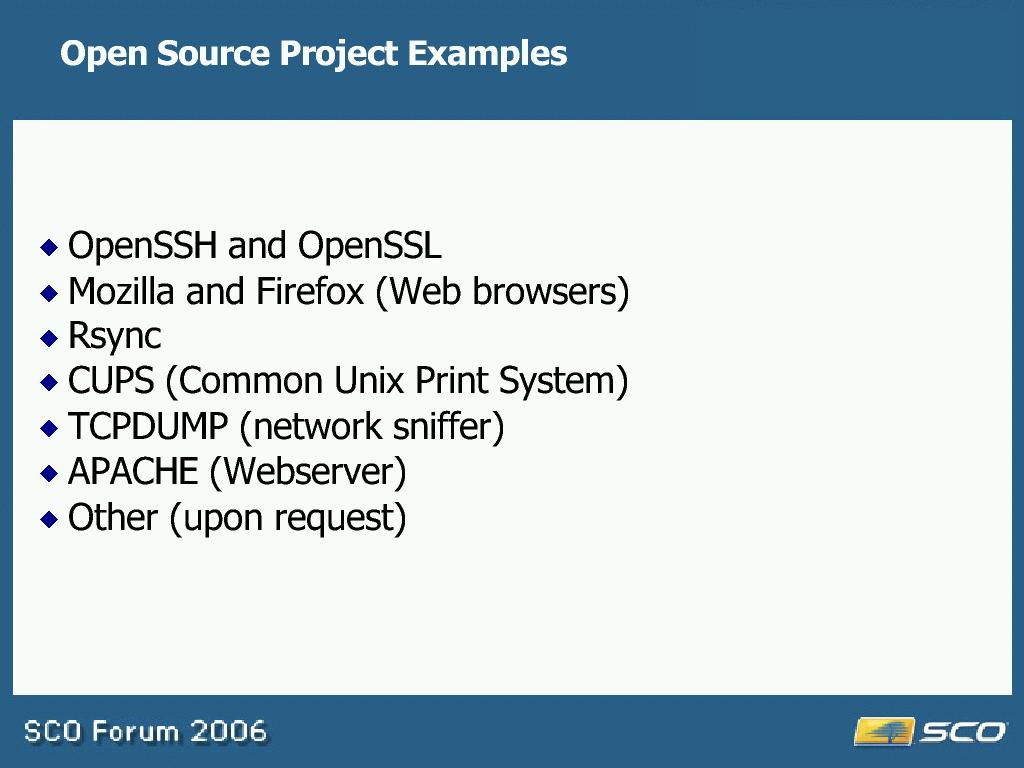 Open Source Project Examples
OpenSSH and OpenSSL
Mozilla and Firefox (Web browsers)
Rsync
CUPS (Common Unix Print System)
TCPDUMP (network sniffer)
APACHE (Webserver)
Other (upon request)
SCO Forum 2006
SCO